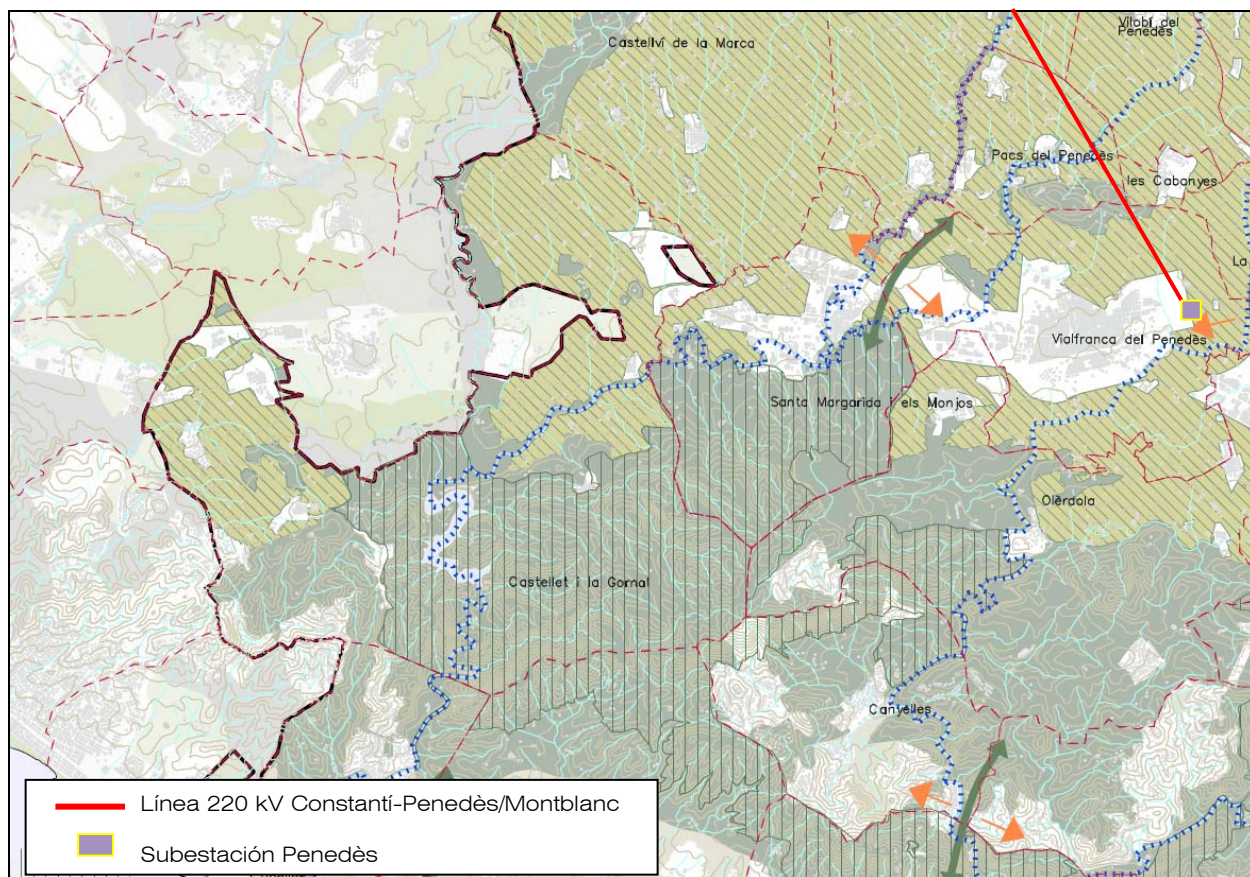 Vilobí del
Penedès
Castellví de la Marca
Pacs del Penedès
les Cabanyes
La
Vialfranca del Penedès
Santa Margarida i els Monjos
Olèrdola
Castellet i la Gornal
Canyelles
Línea 220 kV Constantí-Penedès/Montblanc
Subestación Penedès